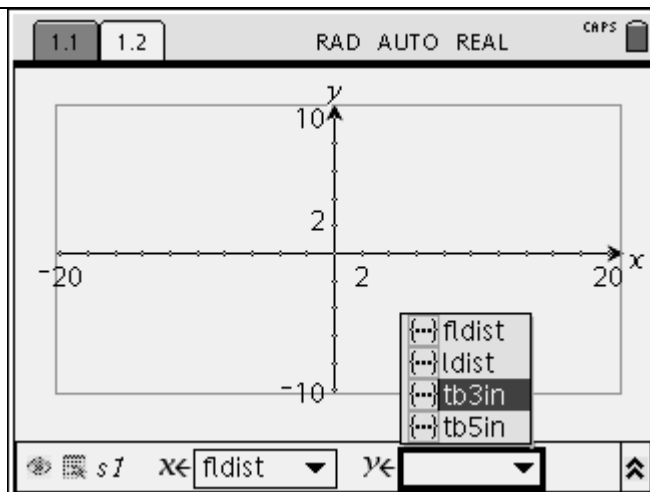 1.1 1.2 RAD AUTO REAL CAPS
y
10
2
-20 2 20 x
-10
fldist
ldist
tb3in
tb5in
s1 x← fldist y←